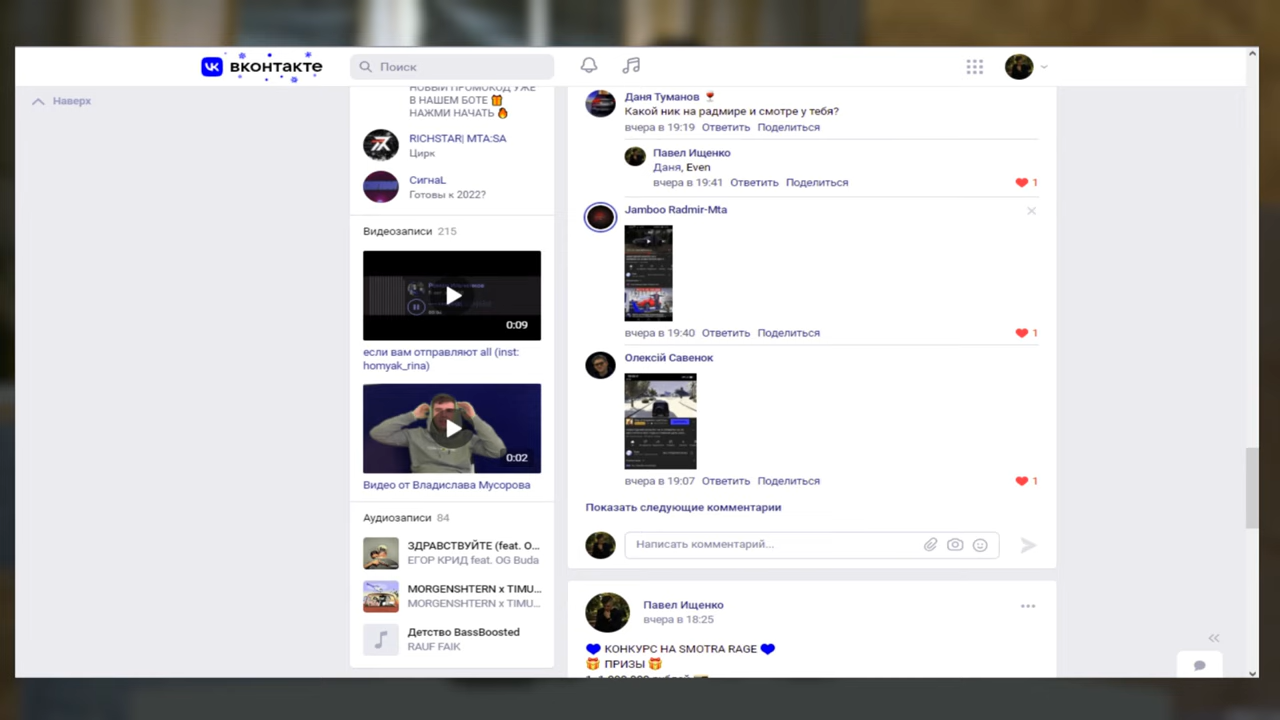 вконтакте
Поиск
Наверх
НОВЫЙ ПРОМОКОД УЖЕ
В НАШЕМ БОТЕ 🎁
НАЖМИ НАЧАТЬ 🔥
RICHSTAR| MTA:SA
Цирк
СигнаL
Готовы к 2022?
Видеозаписи 215
0:09
если вам отправляют all (inst:
homyak_rina)
0:02
Видео от Владислава Мусорова
Аудиозаписи 84
ЗДРАВСТВУЙТЕ (feat. O...
ЕГОР КРИД feat. OG Buda
MORGENSHTERN x TIMU...
MORGENSHTERN x TIMU...
Детство BassBoosted
RAUF FAIK
Даня Туманов 🍷
Какой ник на радмире и смотре у тебя?
вчера в 19:19 Ответить Поделиться
Павел Ищенко
Даня, Even
вчера в 19:41 Ответить Поделиться 1
Jamboo Radmir-Mta
вчера в 19:40 Ответить Поделиться 1
Олексій Савенок
вчера в 19:07 Ответить Поделиться 1
Показать следующие комментарии
Написать комментарий...
Павел Ищенко
вчера в 18:25
💙 КОНКУРС НА SMOTRA RAGE 💙
🎁 ПРИЗЫ 🎁